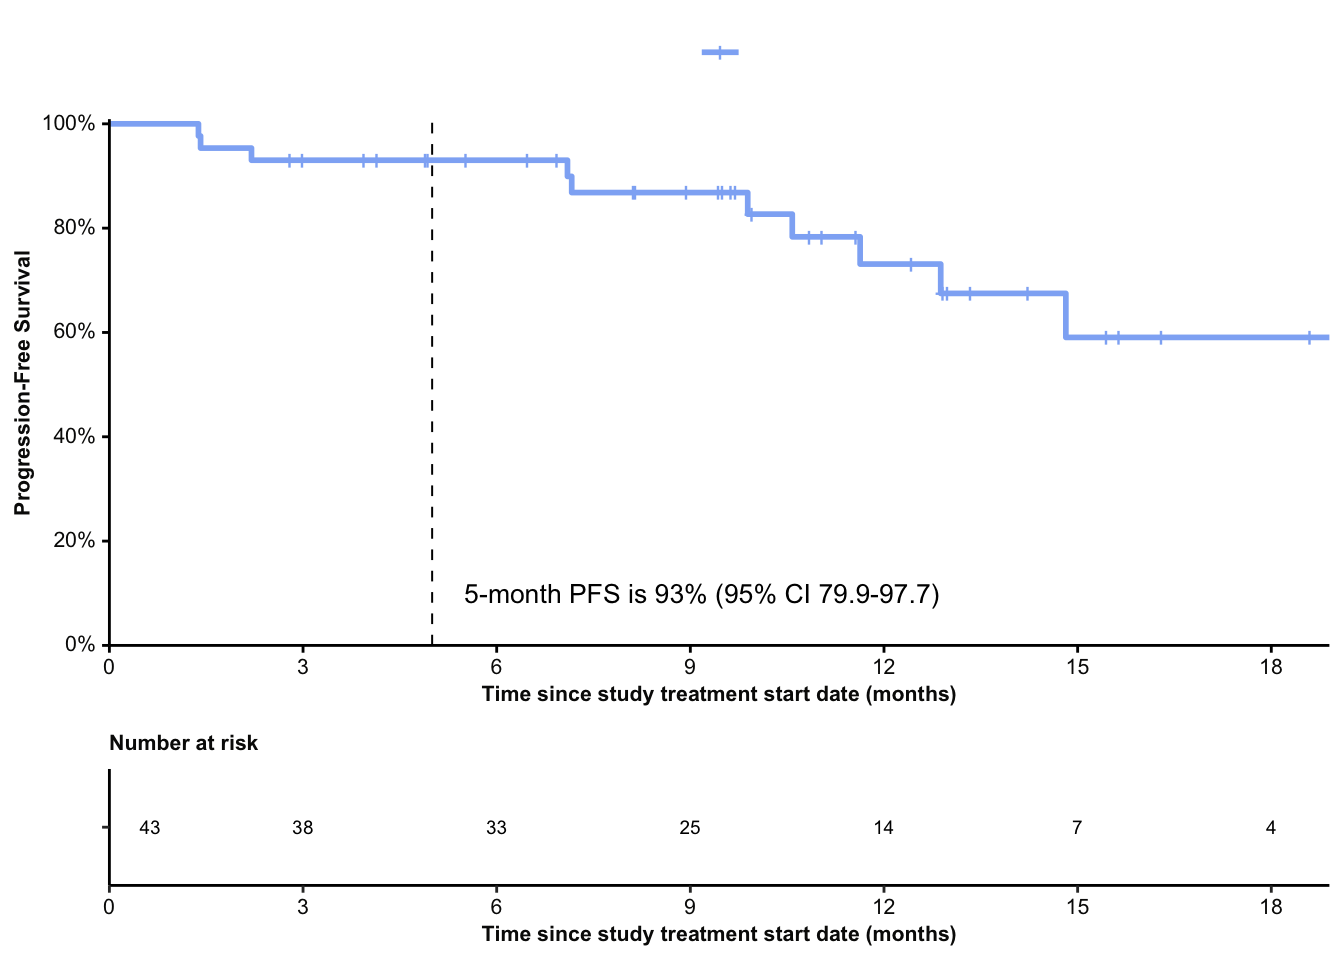 100%
80%
60%
40%
20%
0%
Progression-Free Survival
5-month PFS is 93% (95% CI 79.9-97.7)
0 3 6 9 12 15 18
Time since study treatment start date (months)
Number at risk
43 38 33 25 14 7 4
0 3 6 9 12 15 18
Time since study treatment start date (months)